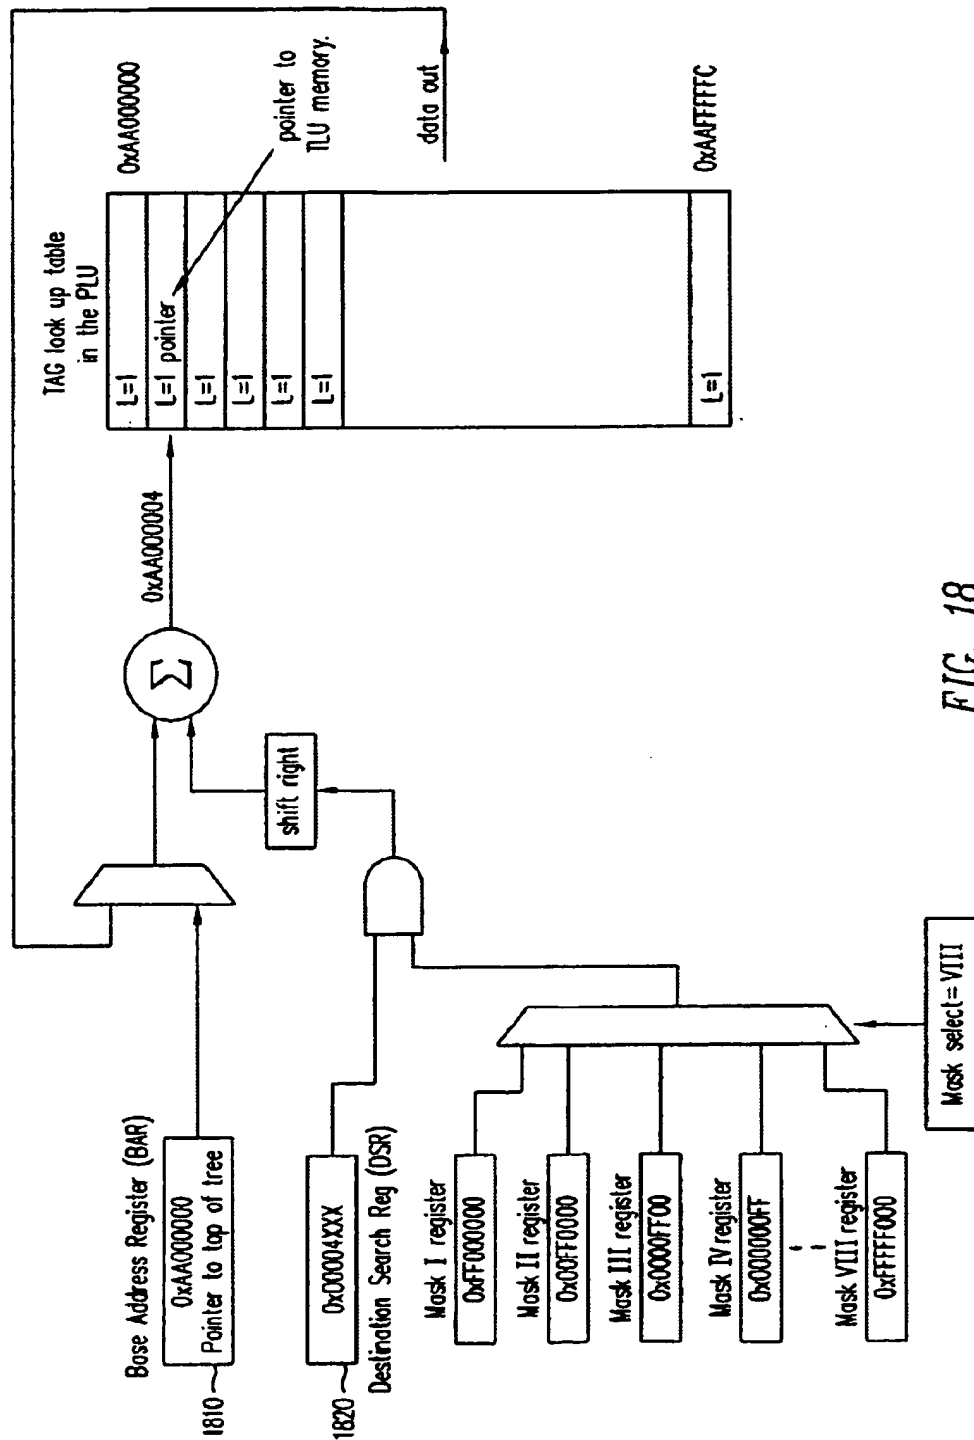 TAG look up table
in the PLU
0xAA000000
L=1
L=1 pointer
L=1
L=1
L=1
L=1
L=1
pointer to
TLU memory.
data out
0xAAFFFFFC
0xAA000004
Σ
shift right
Base Address Register (BAR)
0xAA000000
Pointer to top of tree
1810
0x00004XXX
Destination Search Reg (DSR)
1820
Mask I register
0xFF000000
Mask II register
0x00FF0000
Mask III register
0x0000FF00
Mask IV register
0x000000FF
Mask VIII register
0xFFFFF000
Mask select=VIII
FIG. 18